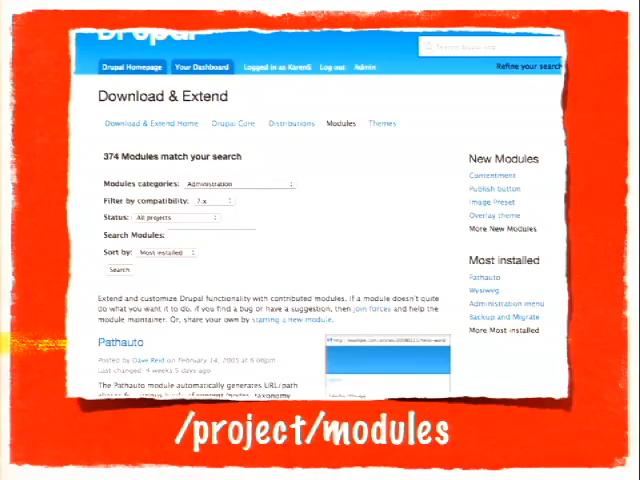 Drupal
Search Drupal.org
Drupal Homepage Your Dashboard Logged in as KarenS Log out Admin
Refine your search
Download & Extend
Download & Extend Home Drupal Core Distributions Modules Themes
374 Modules match your search
Modules categories: Administration
Filter by compatibility: 7.x
Status: All projects
Search Modules:
Sort by: Most installed
Search
Extend and customize Drupal functionality with contributed modules. If a module doesn't quite
do what you want it to do, if you find a bug or have a suggestion, then join forces and help the
module maintainer. Or, share your own by starting a new module.
Pathauto
Posted by Dave Reid on February 14, 2005 at 6:06pm
Last changed: 4 weeks 5 days ago
The Pathauto module automatically generates URL/path
New Modules
Contentment
Publish button
Image Preset
Overlay theme
More New Modules
Most installed
Pathauto
Wysiwyg
Administration menu
Backup and Migrate
More Most installed
/project/modules